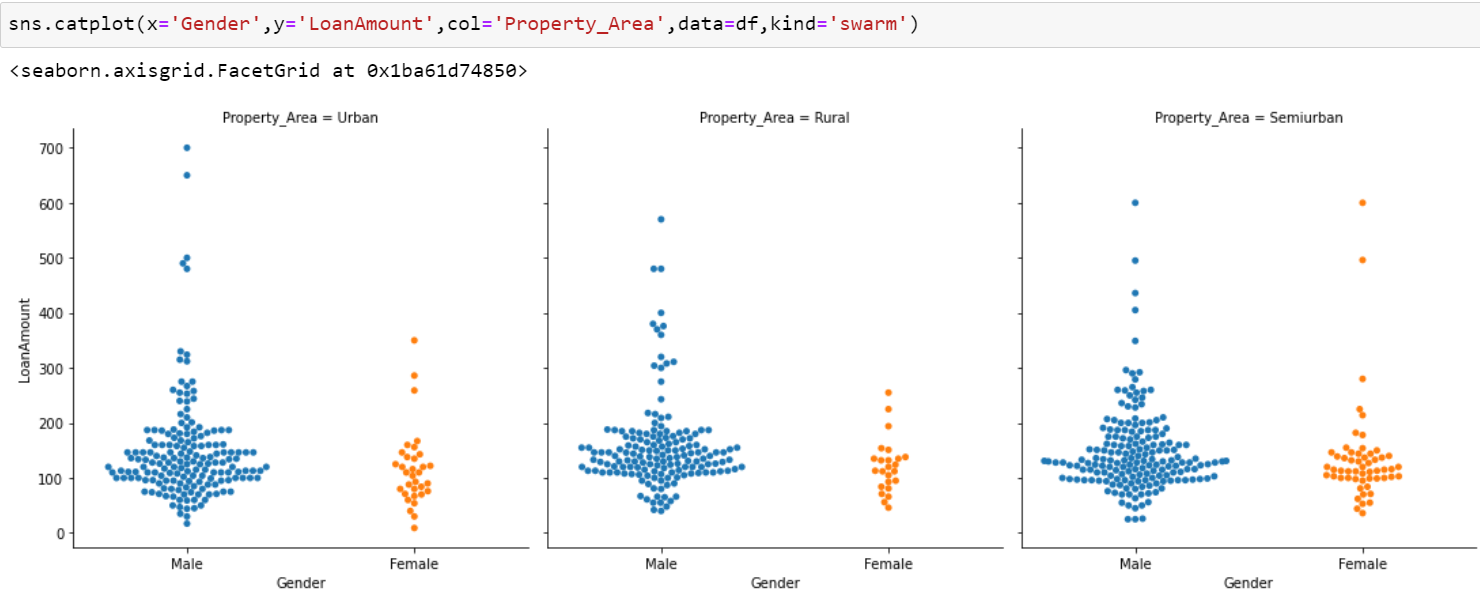 sns.catplot(x='Gender',y='LoanAmount',col='Property_Area',data=df,kind='swarm')
<seaborn.axisgrid.FacetGrid at 0x1ba61d74850>
Property_Area = Urban
Property_Area = Rural
Property_Area = Semiurban
LoanAmount
700
600
500
400
300
200
100
0
Male
Female
Gender
Male
Female
Gender
Male
Female
Gender